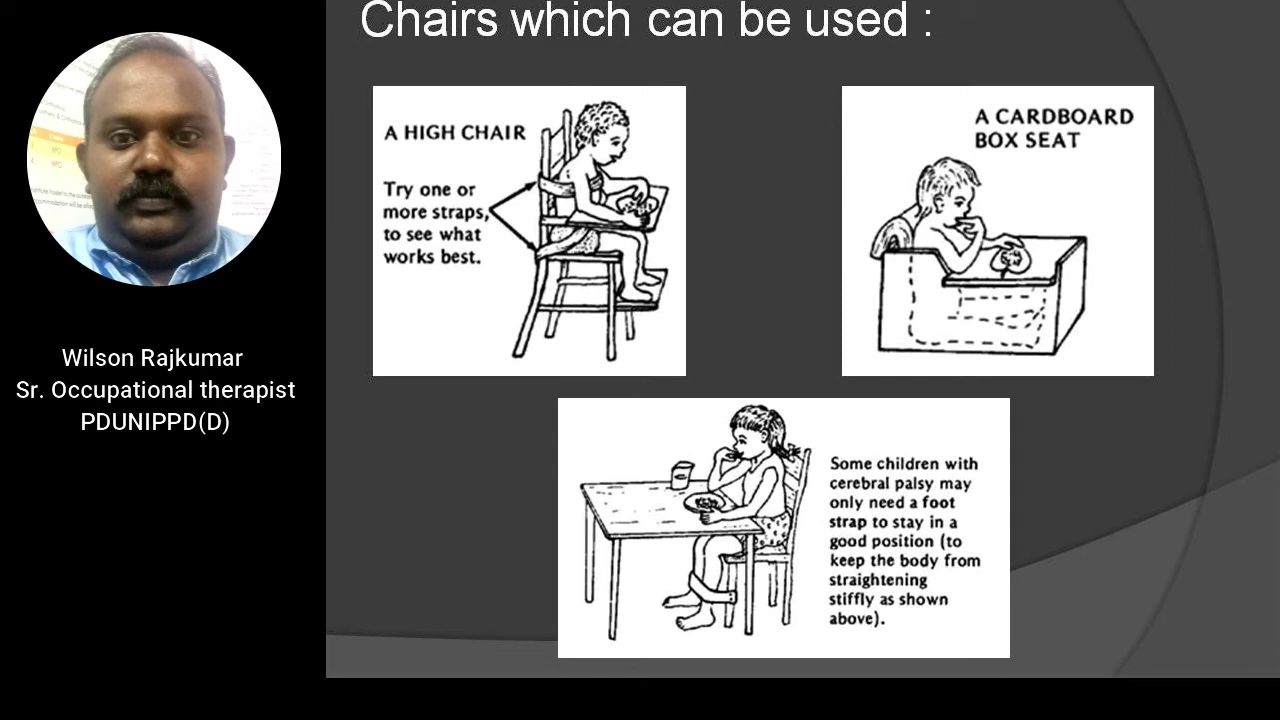 Chairs which can be used :
A HIGH CHAIR
Try one or
more straps,
to see what
works best.
A CARDBOARD
BOX SEAT
Some children with
cerebral palsy may
only need a foot
strap to stay in a
good position (to
keep the body from
straightening
stiffly as shown
above).
Wilson Rajkumar
Sr. Occupational therapist
PDUNIPPD(D)